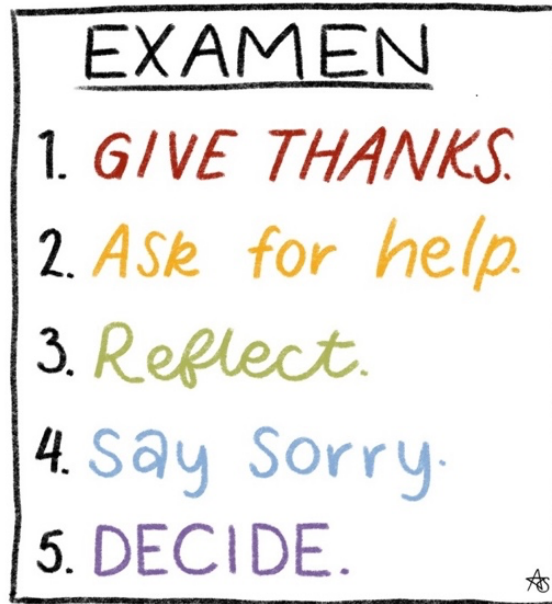 EXAMEN
1. GIVE THANKS.
2. Ask for help.
3. Reflect.
4. Say Sorry.
5. DECIDE.